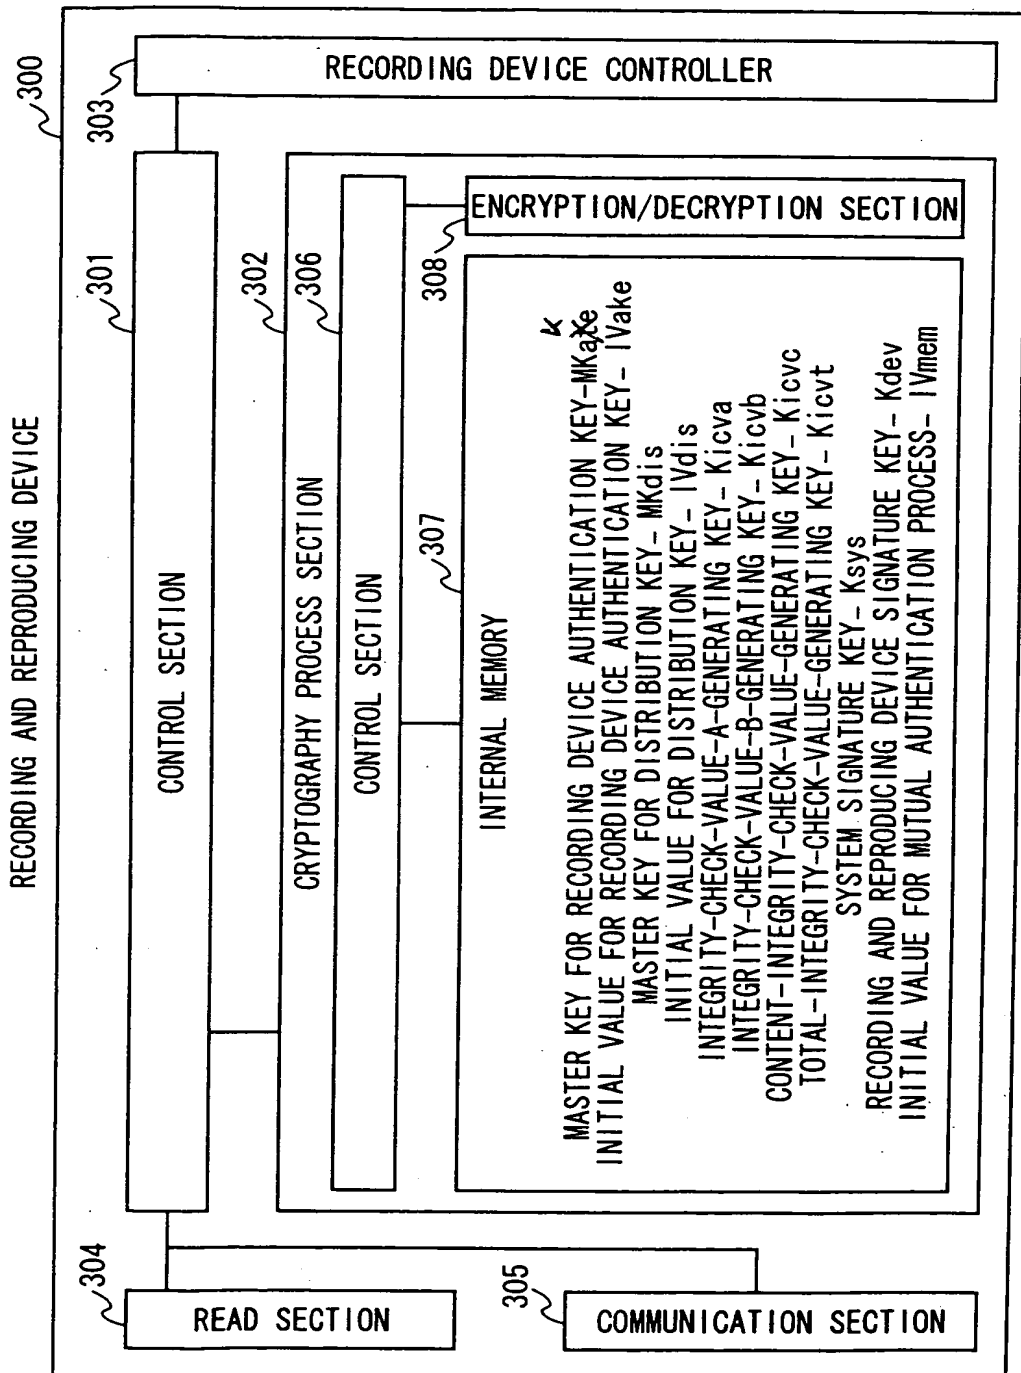 RECORDING AND REPRODUCING DEVICE
300
304
READ SECTION
301
CONTROL SECTION
303
RECORDING DEVICE CONTROLLER
302
CRYPTOGRAPHY PROCESS SECTION
306
CONTROL SECTION
305
COMMUNICATION SECTION
307
INTERNAL MEMORY
308
ENCRYPTION/DECRYPTION SECTION
MASTER KEY FOR RECORDING DEVICE AUTHENTICATION KEY-MKake
INITIAL VALUE FOR RECORDING DEVICE AUTHENTICATION KEY- IVake
MASTER KEY FOR DISTRIBUTION KEY- MKdis
INITIAL VALUE FOR DISTRIBUTION KEY- IVdis
INTEGRITY-CHECK-VALUE-A-GENERATING KEY- Kicva
INTEGRITY-CHECK-VALUE-B-GENERATING KEY- Kicvb
CONTENT-INTEGRITY-CHECK-VALUE-GENERATING KEY- Kicvc
TOTAL-INTEGRITY-CHECK-VALUE-GENERATING KEY- Kicvt
SYSTEM SIGNATURE KEY- Ksys
RECORDING AND REPRODUCING DEVICE SIGNATURE KEY- Kdev
INITIAL VALUE FOR MUTUAL AUTHENTICATION PROCESS- IVmem